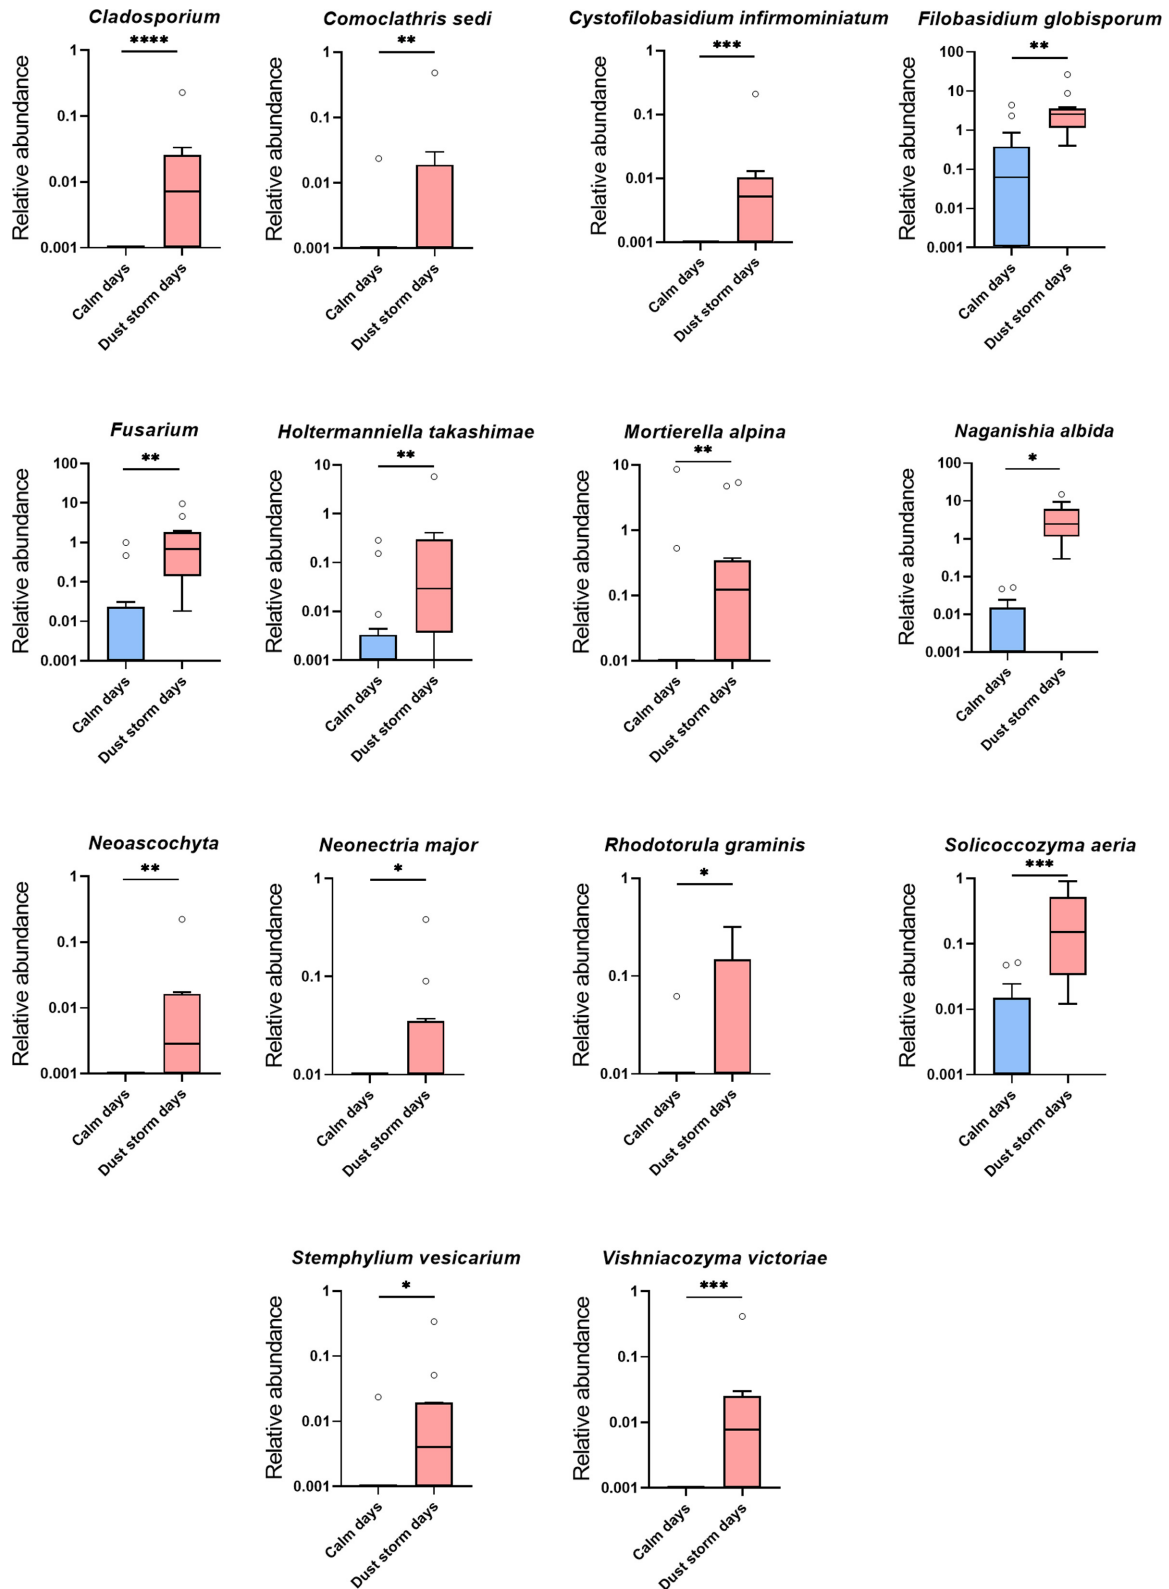 Cladosporium
****
Relative abundance
1
0.1
0.01
0.001
Calm days
Dust storm days
Comoclathris sedi
**
Relative abundance
1
0.1
0.01
0.001
Calm days
Dust storm days
Cystofilobasidium infirmominiatum
***
Relative abundance
1
0.1
0.01
0.001
Calm days
Dust storm days
Filobasidium globisporum
**
Relative abundance
100
10
1
0.1
0.01
0.001
Calm days
Dust storm days
Fusarium
**
Relative abundance
100
10
1
0.1
0.01
0.001
Calm days
Dust storm days
Holtermanniella takashimae
**
Relative abundance
10
1
0.1
0.01
0.001
Calm days
Dust storm days
Mortierella alpina
**
Relative abundance
10
1
0.1
0.01
Calm days
Dust storm days
Naganishia albida
*
Relative abundance
100
10
1
0.1
0.01
0.001
Calm days
Dust storm days
Neoascochyta
**
Relative abundance
1
0.1
0.01
0.001
Calm days
Dust storm days
Neonectria major
*
Relative abundance
1
0.1
0.01
Calm days
Dust storm days
Rhodotorula graminis
*
Relative abundance
1
0.1
0.01
Calm days
Dust storm days
Solicoccozyma aeria
***
Relative abundance
1
0.1
0.01
0.001
Calm days
Dust storm days
Stemphylium vesicarium
*
Relative abundance
1
0.1
0.01
0.001
Calm days
Dust storm days
Vishniacozyma victoriae
***
Relative abundance
1
0.1
0.01
0.001
Calm days
Dust storm days